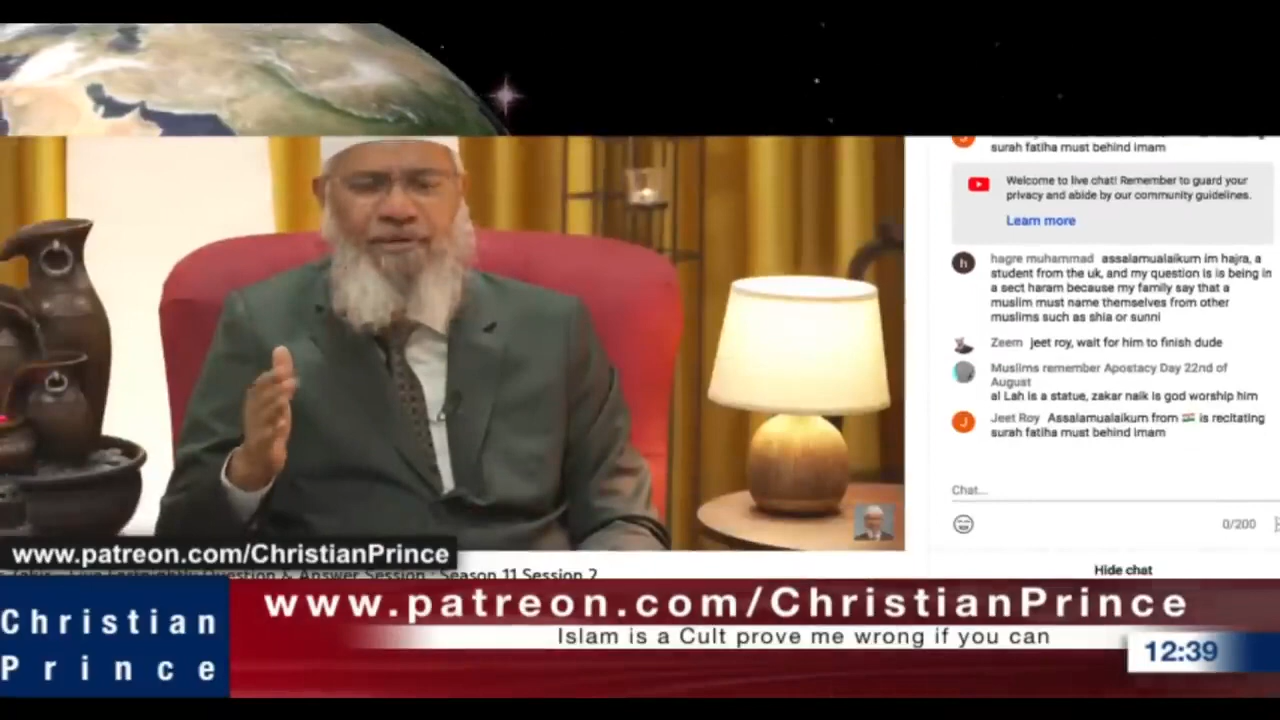 surah fatiha must behind imam
Welcome to live chat! Remember to guard your
privacy and abide by our community guidelines.
Learn more
h
hagre muhammad assalamualaikum im hajra, a
student from the uk, and my question is is being in
a sect haram because my family say that a
muslim must name themselves from other
muslims such as shia or sunni
Zeem jeet roy, wait for him to finish dude
Muslims remember Apostacy Day 22nd of
August
al Lah is a statue, zakar naik is god worship him
J
Jeet Roy Assalamualaikum from is recitating
surah fatiha must behind imam
Chat...
0/200
Hide chat
www.patreon.com/ChristianPrince
Question & Answer Session : Season 11 Session 2
www.patreon.com/ChristianPrince
Islam is a Cult prove me wrong if you can
Christian
Prince
12:39